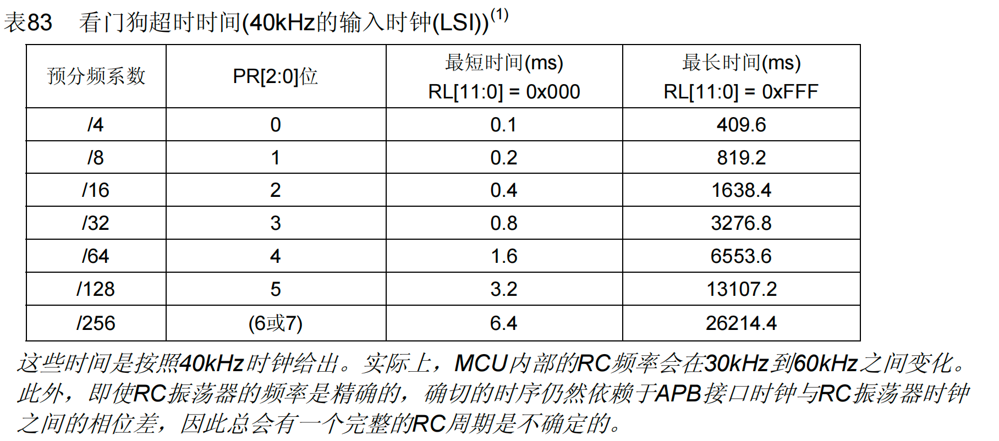 表83 看门狗超时时间(40kHz的输入时钟(LSI))(1)
预分频系数 PR[2:0]位 最短时间(ms) RL[11:0] = 0x000 最长时间(ms) RL[11:0] = 0xFFF
/4 0 0.1 409.6
/8 1 0.2 819.2
/16 2 0.4 1638.4
/32 3 0.8 3276.8
/64 4 1.6 6553.6
/128 5 3.2 13107.2
/256 (6或7) 6.4 26214.4
这些时间是按照40kHz时钟给出。实际上，MCU内部的RC频率会在30kHz到60kHz之间变化。
此外，即使RC振荡器的频率是精确的，确切的时序仍然依赖于APB接口时钟与RC振荡器时钟
之间的相位差，因此总会有一个完整的RC周期是不确定的。